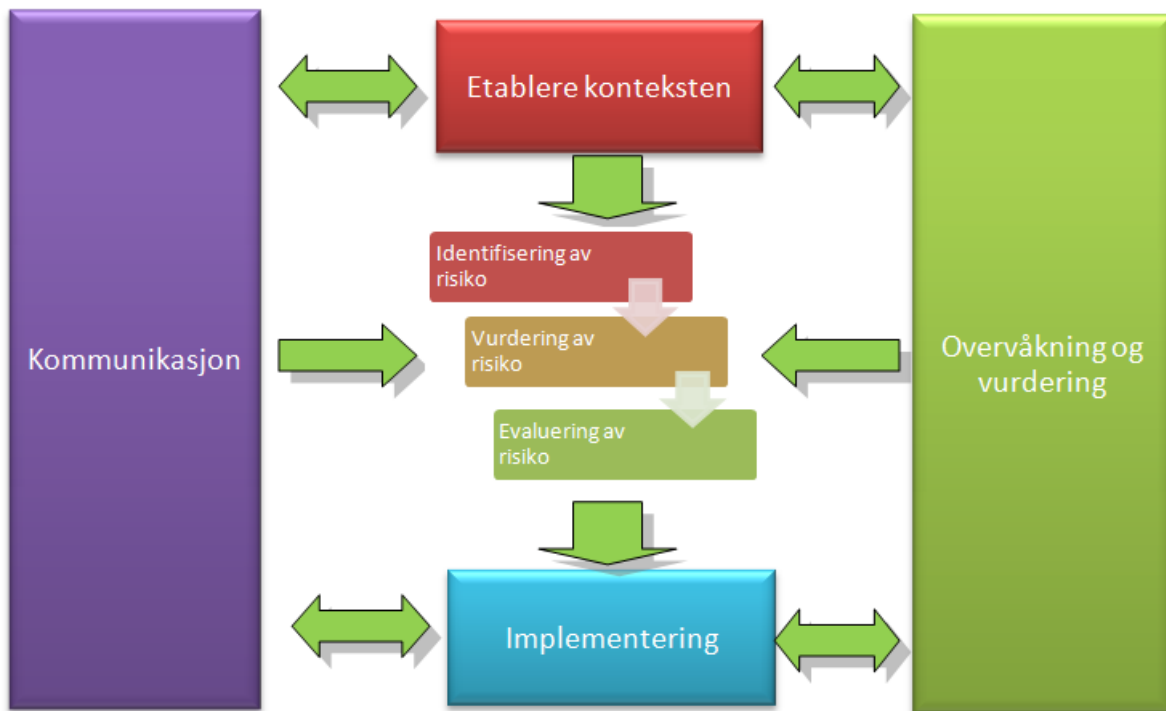 Etablere konteksten
Identifisering av
risiko
Vurdering av
risiko
Evaluering av
risiko
Kommunikasjon
Overvåkning og
vurdering
Implementering